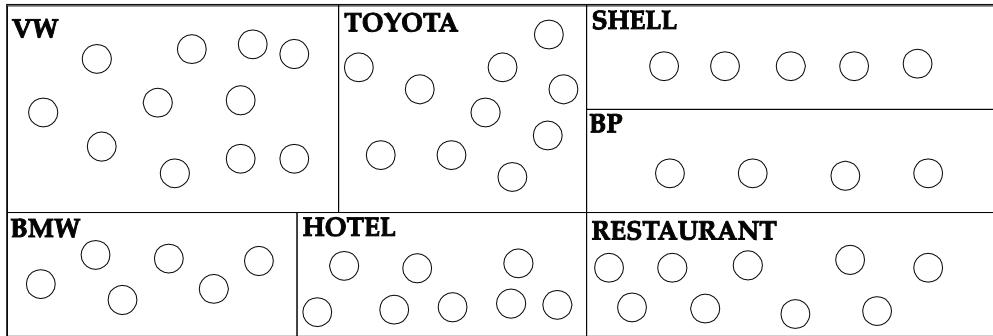 VW
TOYOTA
SHELL
BP
BMW
HOTEL
RESTAURANT